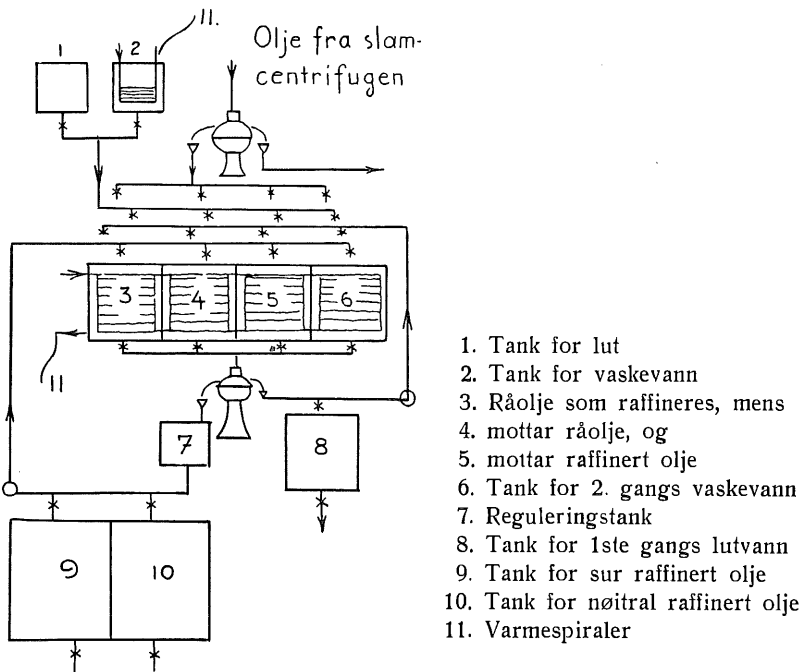 11.
1
2
Olje fra slam-
centrifugen
3
4
5
6
11
7
8
9
10
1. Tank for lut
2. Tank for vaskevann
3. Råolje som raffineres, mens
4. mottar råolje, og
5. mottar raffinert olje
6. Tank for 2. gangs vaskevann
7. Reguleringstank
8. Tank for 1ste gangs lutvann
9. Tank for sur raffinert olje
10. Tank for nøitral raffinert olje
11. Varmespiraler